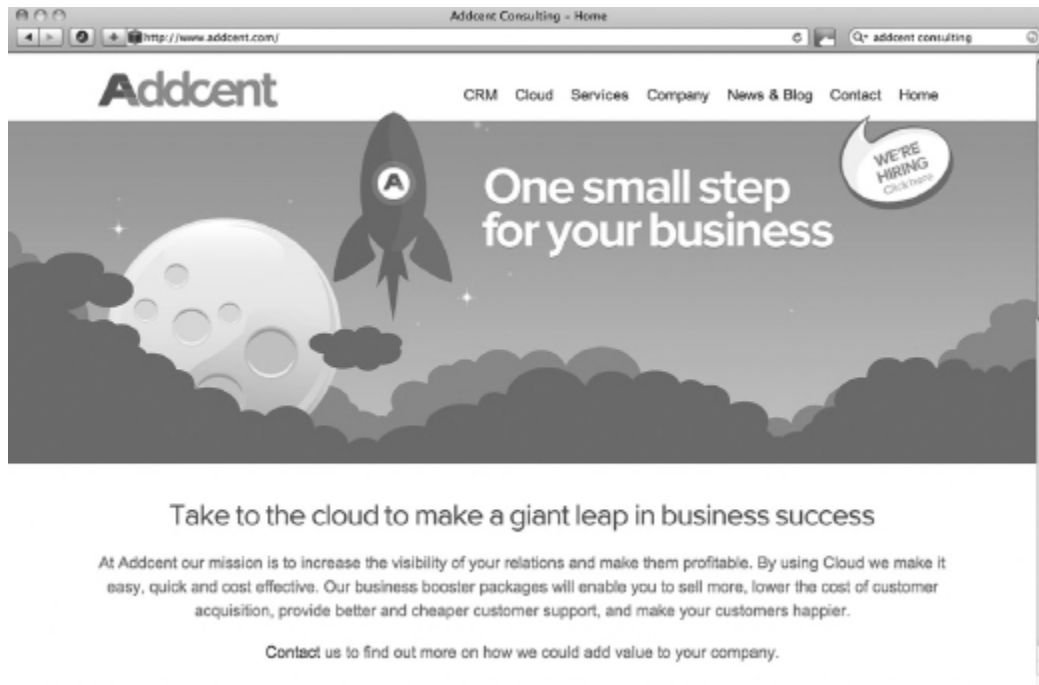 Addcent Consulting – Home
http://www.addcent.com/
addcent consulting
Addcent
CRM Cloud Services Company News & Blog Contact Home
A
WE'RE
HIRING
Click here
One small step
for your business
Take to the cloud to make a giant leap in business success
At Addcent our mission is to increase the visibility of your relations and make them profitable. By using Cloud we make it
easy, quick and cost effective. Our business booster packages will enable you to sell more, lower the cost of customer
acquisition, provide better and cheaper customer support, and make your customers happier.
Contact us to find out more on how we could add value to your company.